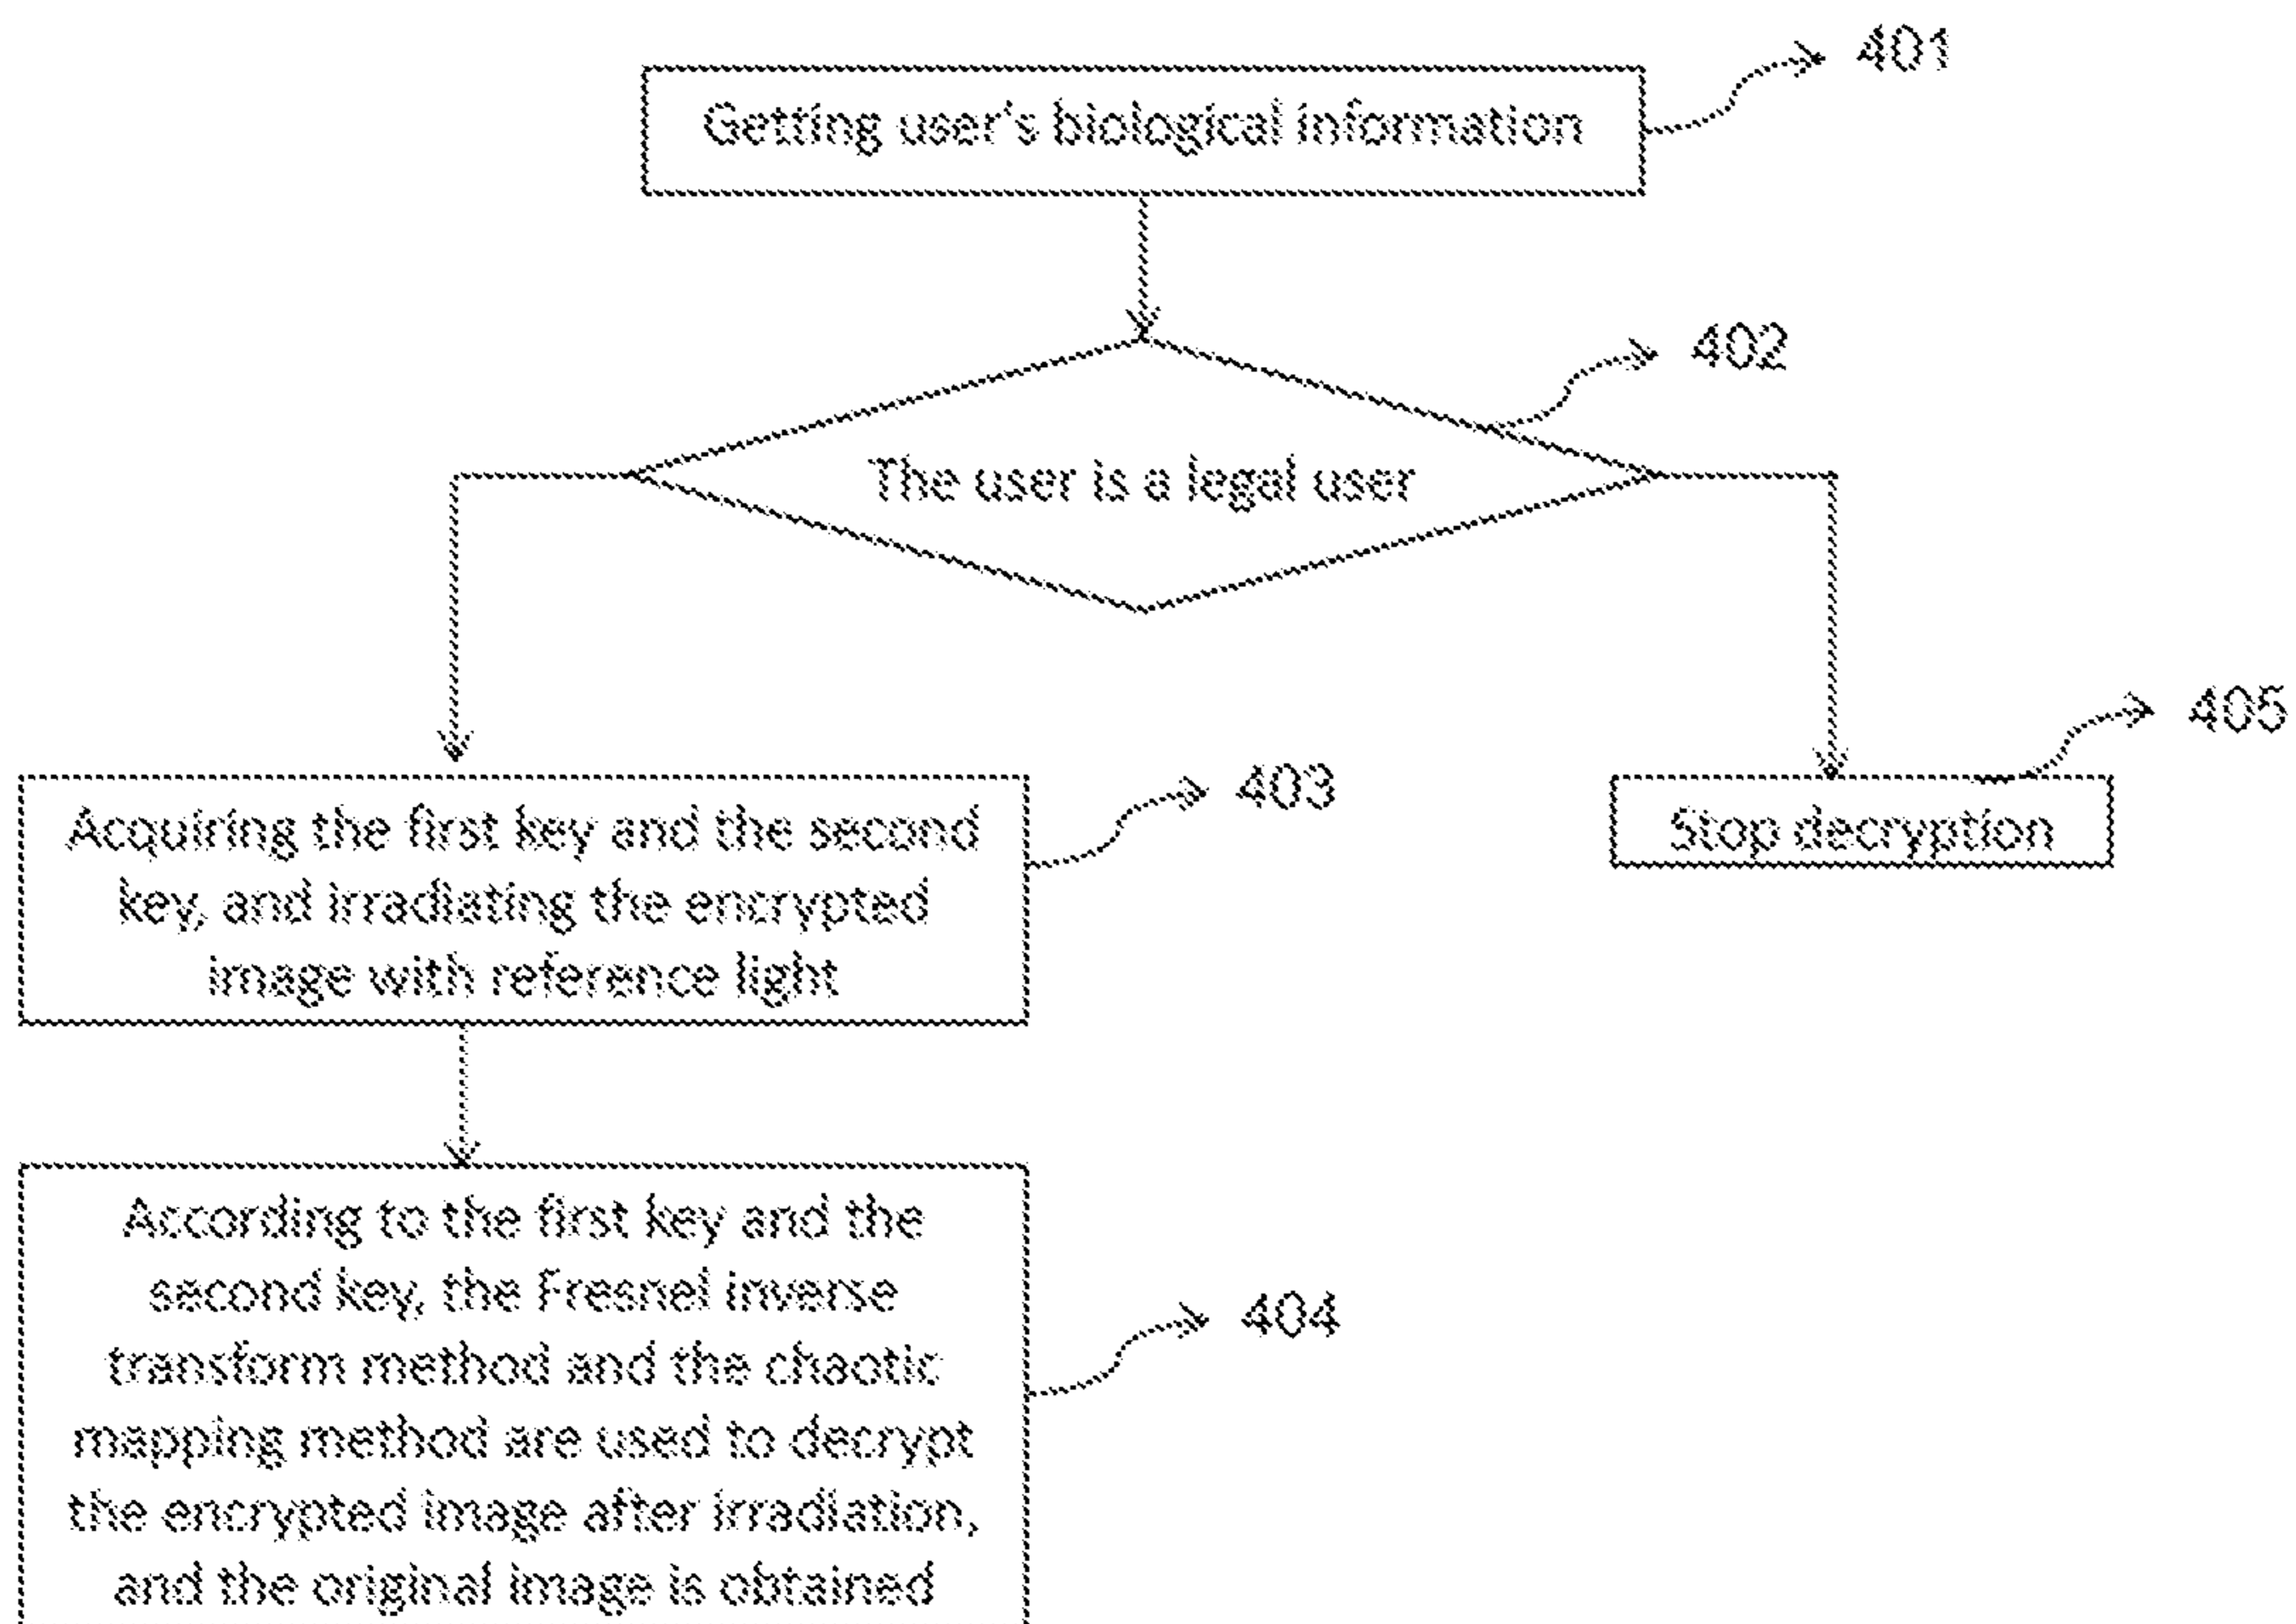 401
Getting user's biological information
402
The user is a legal user
405
403
Acquiring the first key and the second
key, and irradiating the encrypted
image with reference light
Stop decryption
According to the first key and the
second key, the Fresnel inverse
transform method and the chaotic
mapping method are used to decrypt
the encrypted image after irradiation,
and the original image is obtained
404